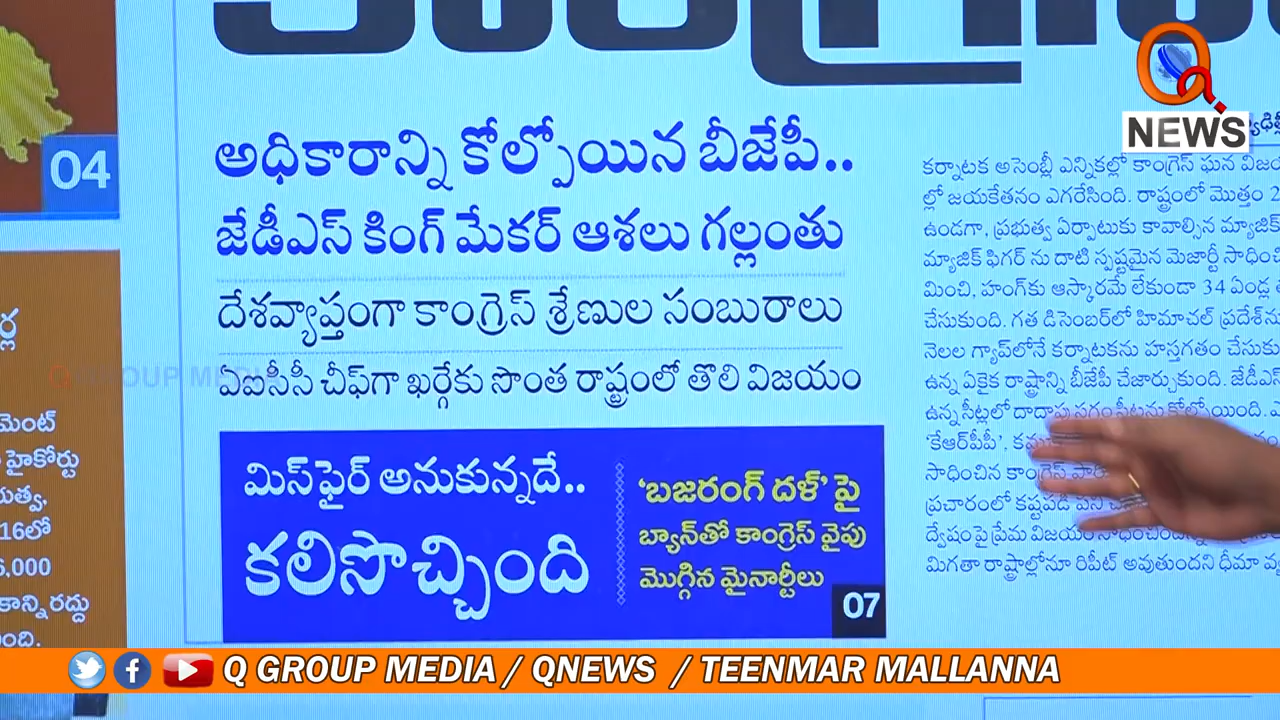 Q
NEWS
04
అధికారాన్ని కోల్పోయిన బీజేపీ..
జేడీఎస్ కింగ్ మేకర్ ఆశలు గల్లంతు
దేశవ్యాప్తంగా కాంగ్రెస్ శ్రేణుల సంబురాలు
Q GROUP MEDIA
ఏఐసీసీ చీఫ్‌గా ఖర్గేకు సొంత రాష్ట్రంలో తొలి విజయం
మిస్‌ఫైర్ అనుకున్నదే..
కలిసొచ్చింది
‘బజరంగ్ దళ్’ పై
బ్యాన్‌తో కాంగ్రెస్ వైపు
మొగ్గిన మైనార్టీలు
07
కర్నాటక అసెంబ్లీ ఎన్నికల్లో కాంగ్రెస్ ఘన
ల్లో జయకేతనం ఎగరేసింది. రాష్ట్రంలో మొత్తం
ఉండగా, ప్రభుత్వ ఏర్పాటుకు కావాల్సిన మ్యాజిక్
మ్యాజిక్ ఫిగర్ ను దాటి స్పష్టమైన మెజార్టీ
మించి, హంగ్‌కు ఆస్కారమే లేకుండా 34 ఏండ్ల
చేసుకుంది. గత డిసెంబర్‌లో హిమాచల్ ప్రదేశ్‌ను
నెలల గ్యాప్‌లోనే కర్నాటకను హస్తగతం
ఉన్న ఏకైక రాష్ట్రాన్ని బీజేపీ చేజార్చుకుంది.
ఉన్న సీట్లలో దాదాపు సగం సీట్లను కోల్పోయింది.
‘కేఆర్‌పీపీ’,
సాధించిన కాంగ్రెస్
ప్రచారంలో
ద్వేషం పై ప్రేమ విజయం
మిగతా రాష్ట్రాల్లోనూ రిపీట్ అవుతుందని ధీమా
మెంట్
హైకోర్టు
16లో
కాన్ని రద్దు
Q GROUP MEDIA / QNEWS / TEENMAR MALLANNA